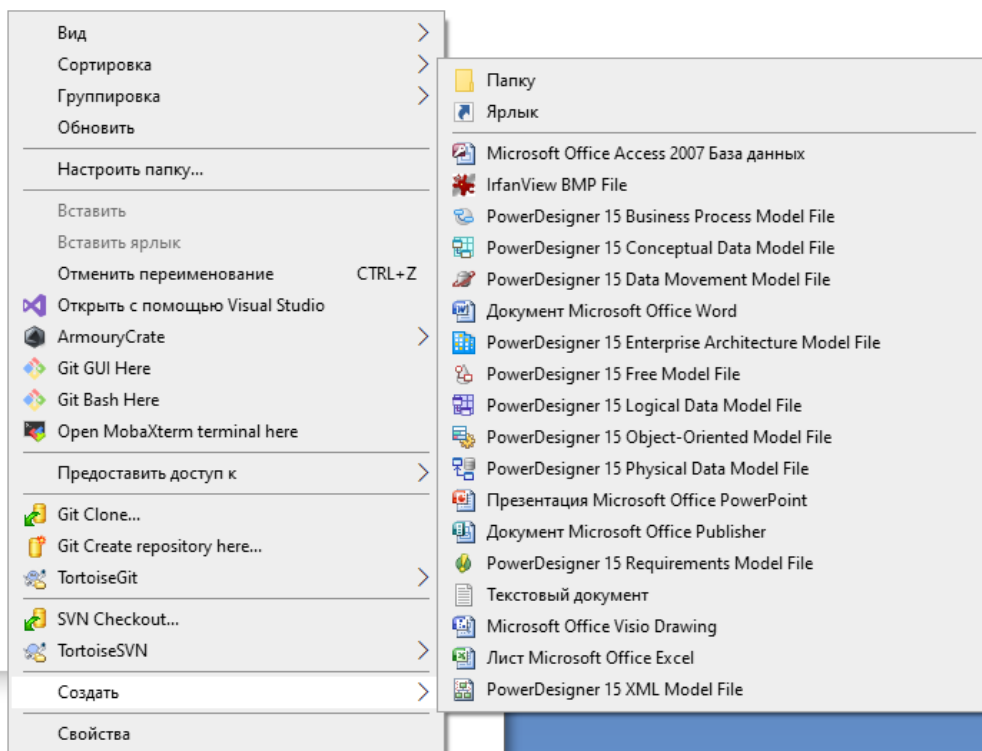 Вид
Сортировка
Группировка
Обновить
Настроить папку...
Вставить
Вставить ярлык
Отменить переименование CTRL+Z
Открыть с помощью Visual Studio
ArmouryCrate
Git GUI Here
Git Bash Here
Open MobaXterm terminal here
Предоставить доступ к
Git Clone...
Git Create repository here...
TortoiseGit
SVN Checkout...
TortoiseSVN
Создать
Свойства
Папку
Ярлык
Microsoft Office Access 2007 База данных
IrfanView BMP File
PowerDesigner 15 Business Process Model File
PowerDesigner 15 Conceptual Data Model File
PowerDesigner 15 Data Movement Model File
Документ Microsoft Office Word
PowerDesigner 15 Enterprise Architecture Model File
PowerDesigner 15 Free Model File
PowerDesigner 15 Logical Data Model File
PowerDesigner 15 Object-Oriented Model File
PowerDesigner 15 Physical Data Model File
Презентация Microsoft Office PowerPoint
Документ Microsoft Office Publisher
PowerDesigner 15 Requirements Model File
Текстовый документ
Microsoft Office Visio Drawing
Лист Microsoft Office Excel
PowerDesigner 15 XML Model File